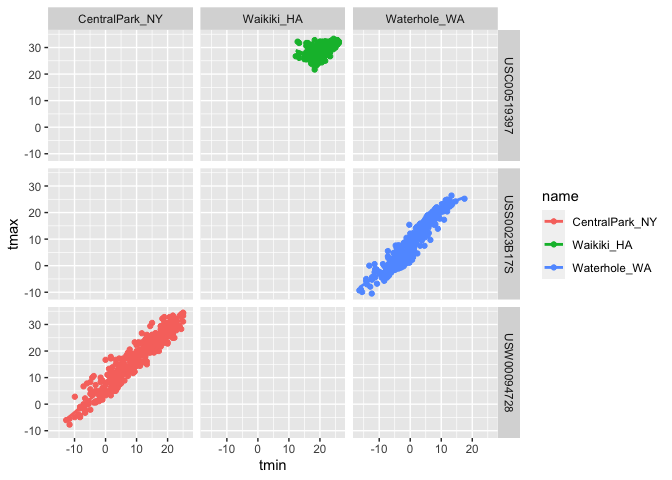 CentralPark_NY Waikiki_HA Waterhole_WA
30
20
10
0
-10
USC00519397
30
20
10
0
-10
USS0023B17S
30
20
10
0
-10
USW00094728
-10 0 10 20 -10 0 10 20 -10 0 10 20
tmin
tmax
name
CentralPark_NY
Waikiki_HA
Waterhole_WA